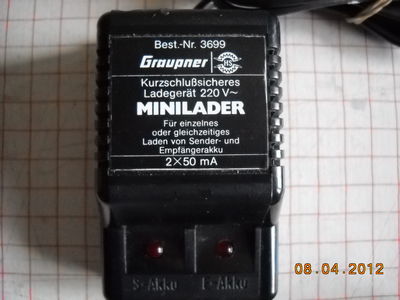 Best.-Nr. 3699
Graupner HS
Kurzschlußsicheres
Ladegerät 220 V~
MINILADER
Für einzelnes
oder gleichzeitiges
Laden von Sender- und
Empfängerakku
2×50 mA
S-Akku E-Akku
08.04.2012